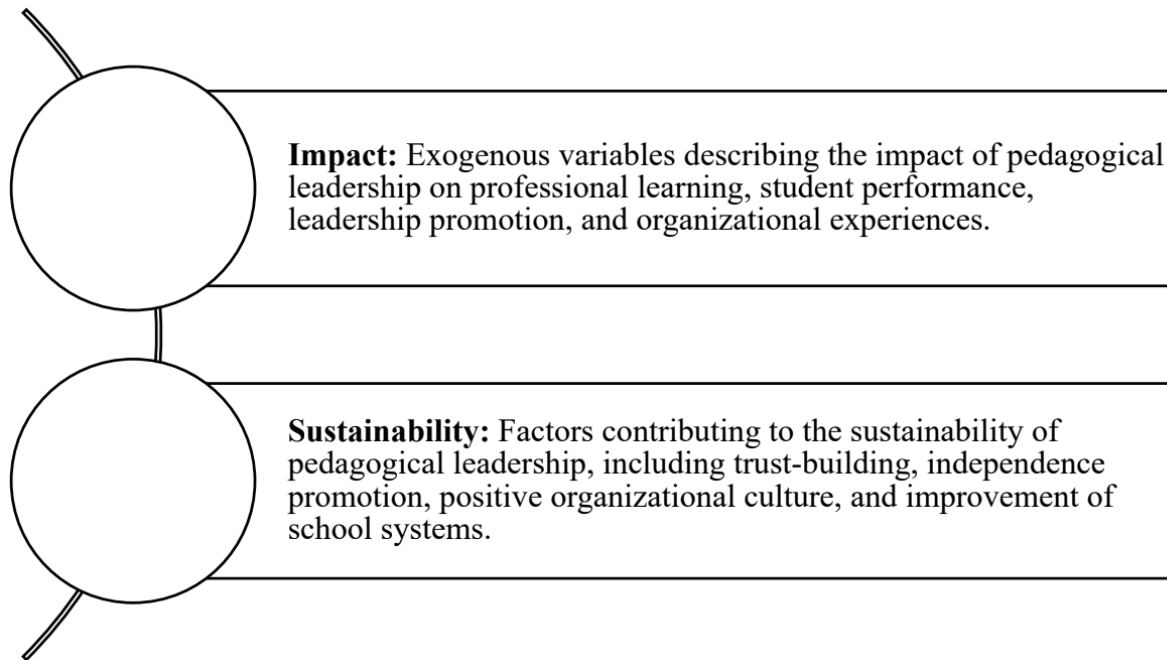 Impact: Exogenous variables describing the impact of pedagogical
leadership on professional learning, student performance,
leadership promotion, and organizational experiences.
Sustainability: Factors contributing to the sustainability of
pedagogical leadership, including trust-building, independence
promotion, positive organizational culture, and improvement of
school systems.